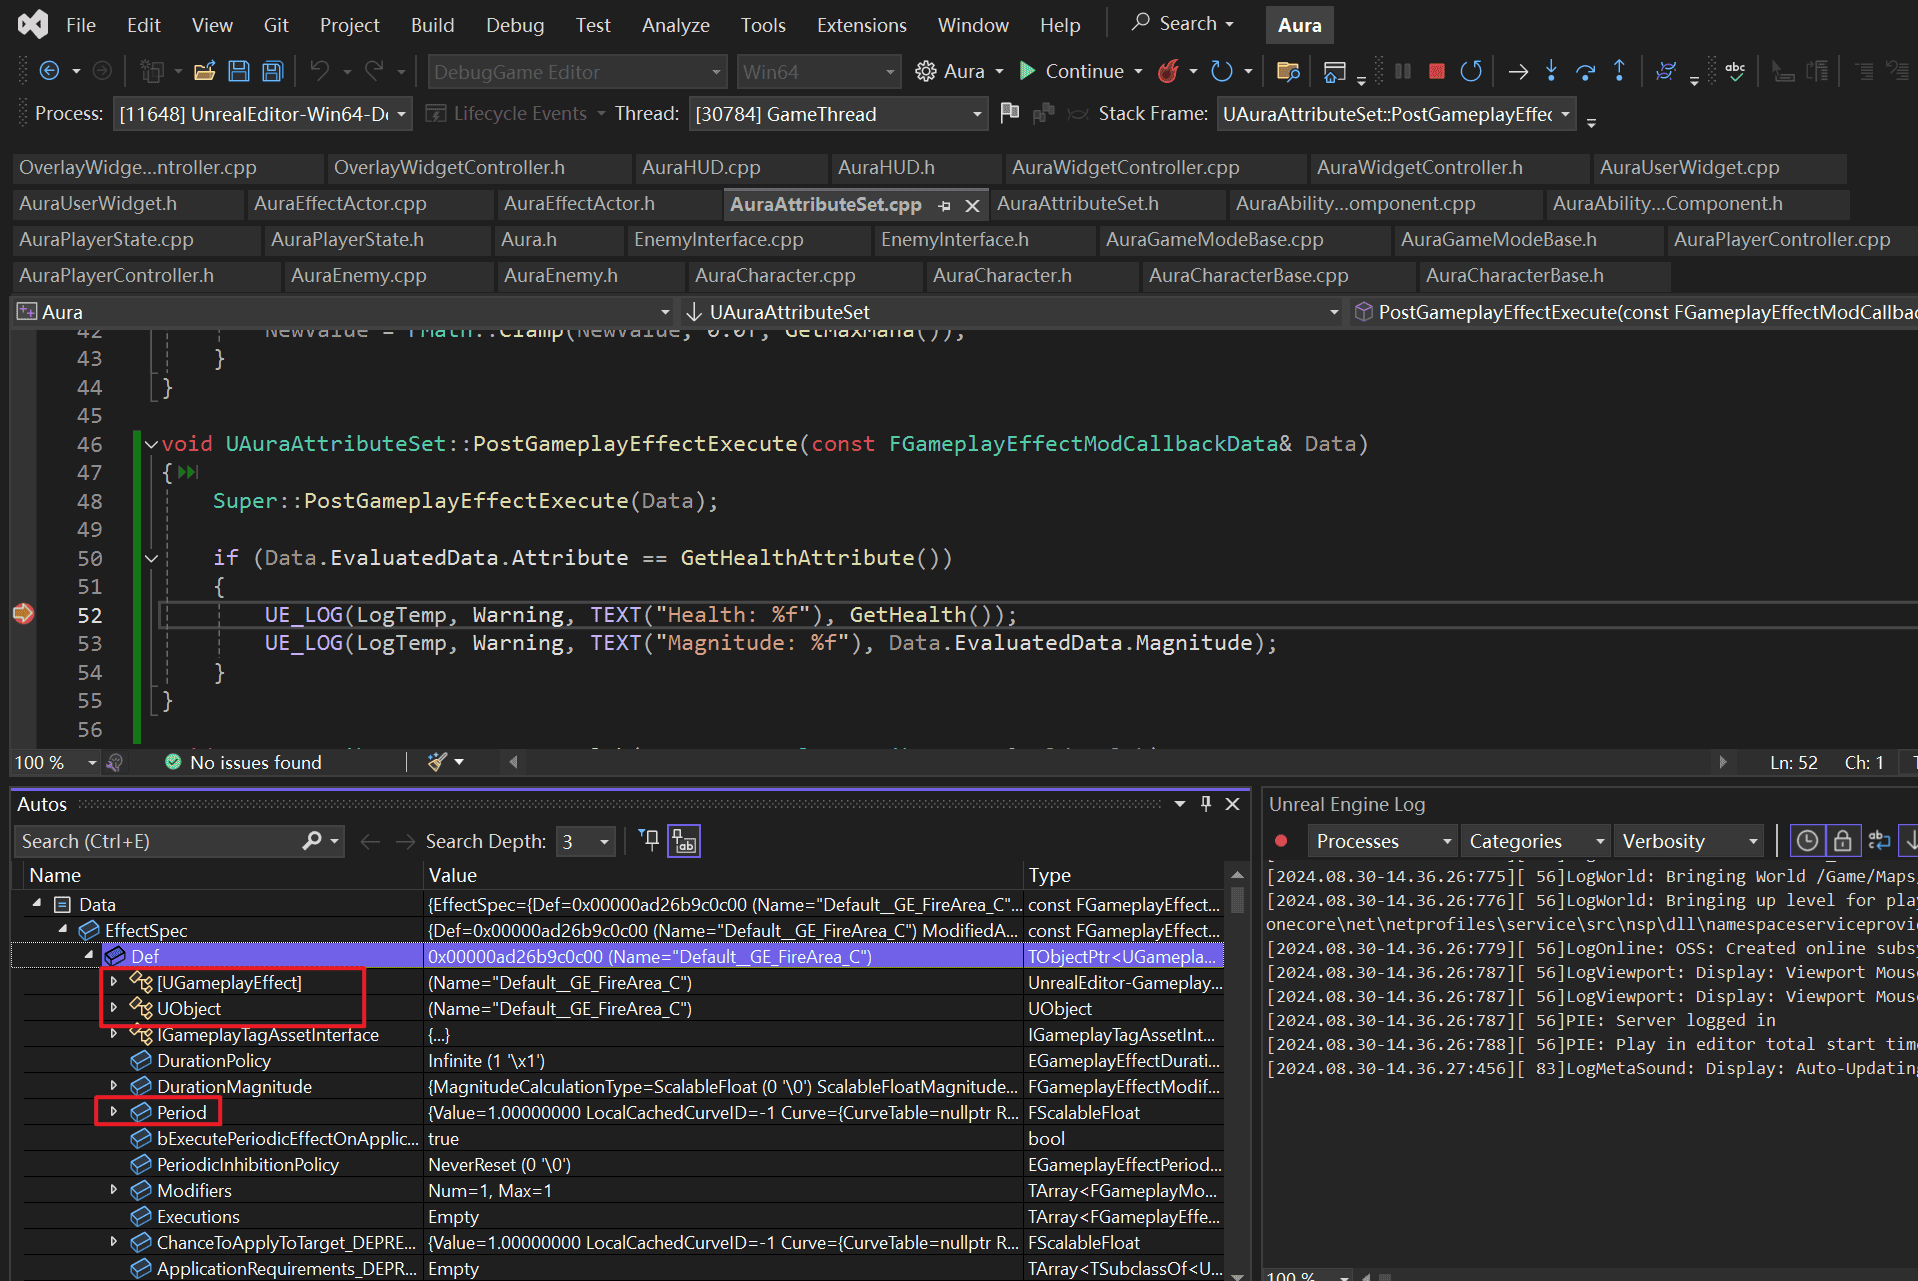 File Edit View Git Project Build Debug Test Analyze Tools Extensions Window Help Search Aura
DebugGame Editor Win64 Aura Continue abc
Process: [11648] UnrealEditor-Win64-De Lifecycle Events Thread: [30784] GameThread Stack Frame: UAuraAttributeSet::PostGameplayEffec
OverlayWidge...ntroller.cpp OverlayWidgetController.h AuraHUD.cpp AuraHUD.h AuraWidgetController.cpp AuraWidgetController.h AuraUserWidget.cpp
AuraUserWidget.h AuraEffectActor.cpp AuraEffectActor.h AuraAttributeSet.cpp AuraAttributeSet.h AuraAbility...omponent.cpp AuraAbility...Component.h
AuraPlayerState.cpp AuraPlayerState.h Aura.h EnemyInterface.cpp EnemyInterface.h AuraGameModeBase.cpp AuraGameModeBase.h AuraPlayerController.cpp
AuraPlayerController.h AuraEnemy.cpp AuraEnemy.h AuraCharacter.cpp AuraCharacter.h AuraCharacterBase.cpp AuraCharacterBase.h
Aura UAuraAttributeSet PostGameplayEffectExecute(const FGameplayEffectModCallbac
42 NewValue = FMath::Clamp(NewValue, 0.0f, GetMaxMana());
43 }
44 }
45
46 void UAuraAttributeSet::PostGameplayEffectExecute(const FGameplayEffectModCallbackData& Data)
47 {
48 Super::PostGameplayEffectExecute(Data);
49
50 if (Data.EvaluatedData.Attribute == GetHealthAttribute())
51 {
52 UE_LOG(LogTemp, Warning, TEXT("Health: %f"), GetHealth());
53 UE_LOG(LogTemp, Warning, TEXT("Magnitude: %f"), Data.EvaluatedData.Magnitude);
54 }
55 }
56
100 % No issues found Ln: 52 Ch: 1
Autos
Search (Ctrl+E) Search Depth: 3
Name Value Type
Data {EffectSpec={Def=0x00000ad26b9c0c00 (Name="Default__GE_FireArea_C"... const FGameplayEffect...
EffectSpec {Def=0x00000ad26b9c0c00 (Name="Default__GE_FireArea_C") ModifiedA... const FGameplayEffect...
Def 0x00000ad26b9c0c00 (Name="Default__GE_FireArea_C") TObjectPtr<UGamepla...
[UGameplayEffect] (Name="Default__GE_FireArea_C") UnrealEditor-Gameplay...
UObject (Name="Default__GE_FireArea_C") UObject
IGameplayTagAssetInterface {...} IGameplayTagAssetInt...
DurationPolicy Infinite (1 '\x1') EGameplayEffectDurati...
DurationMagnitude {MagnitudeCalculationType=ScalableFloat (0 '\0') ScalableFloatMagnitude... FGameplayEffectModif...
Period {Value=1.00000000 LocalCachedCurveID=-1 Curve={CurveTable=nullptr R... FScalableFloat
bExecutePeriodicEffectOnApplic... true bool
PeriodicInhibitionPolicy NeverReset (0 '\0') EGameplayEffectPeriod...
Modifiers Num=1, Max=1 TArray<FGameplayMo...
Executions Empty TArray<FGameplayEffe...
ChanceToApplyToTarget_DEPRE... {Value=1.00000000 LocalCachedCurveID=-1 Curve={CurveTable=nullptr R... FScalableFloat
ApplicationRequirements_DEPR... Empty TArray<TSubclassOf<U...
Unreal Engine Log
Processes Categories Verbosity ab
[2024.08.30-14.36.26:775][ 56]LogWorld: Bringing World /Game/Maps/
[2024.08.30-14.36.26:776][ 56]LogWorld: Bringing up level for play
onecore\net\netprofiles\service\src\nsp\dll\namespaceserviceprovid
[2024.08.30-14.36.26:779][ 56]LogOnline: OSS: Created online subsy
[2024.08.30-14.36.26:787][ 56]LogViewport: Display: Viewport Mouse
[2024.08.30-14.36.26:787][ 56]LogViewport: Display: Viewport Mouse
[2024.08.30-14.36.26:787][ 56]PIE: Server logged in
[2024.08.30-14.36.26:788][ 56]PIE: Play in editor total start time
[2024.08.30-14.36.27:456][ 83]LogMetaSound: Display: Auto-Updating
100 %